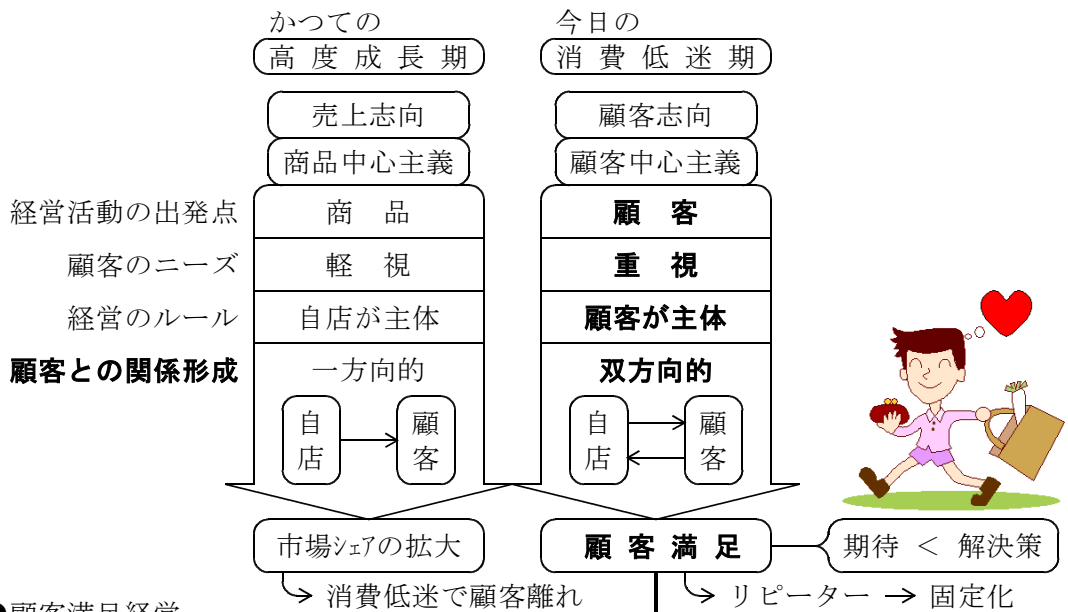 かつての 今日の
高度成長期 消費低迷期
売上志向 顧客志向
商品中心主義 顧客中心主義
経営活動の出発点 商品 顧客
顧客のニーズ 軽視 重視
経営のルール 自店が主体 顧客が主体
顧客との関係形成 一方向的 双方向的
自店 → 顧客 自店 顧客
市場ｼｪｱの拡大 顧客満足 期待 < 解決策
消費低迷で顧客離れ リピーター → 固定化